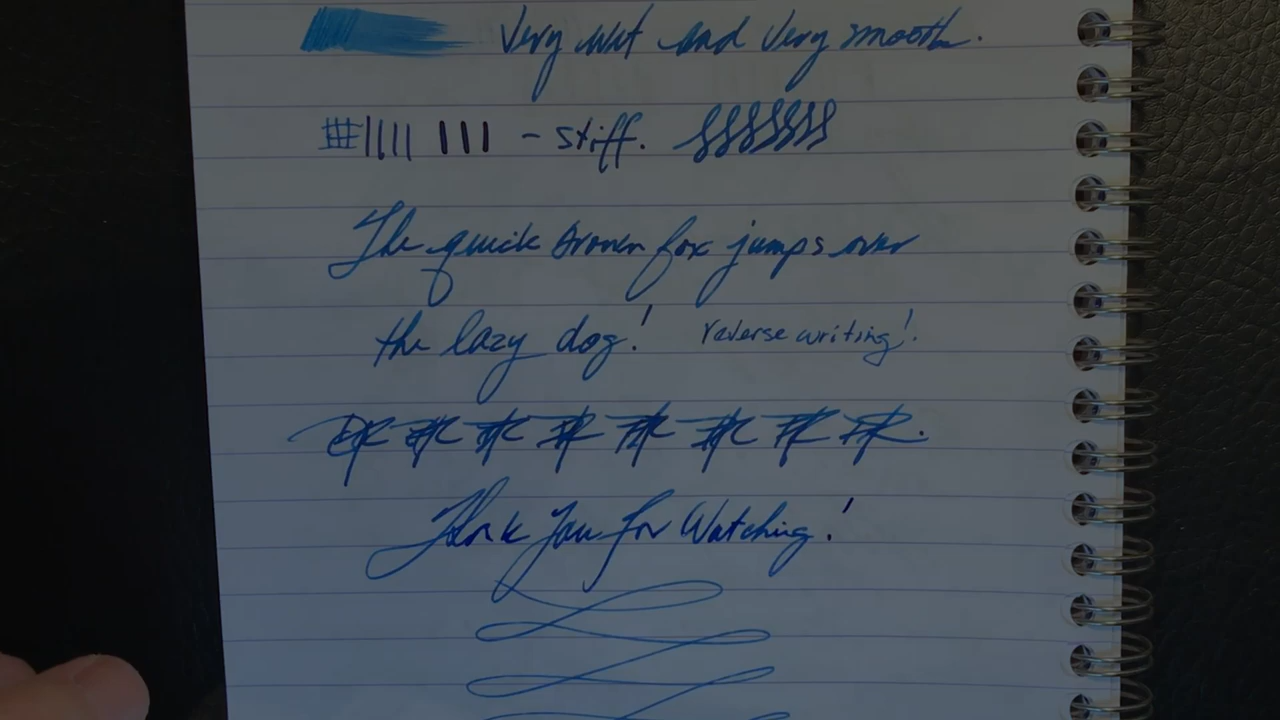 Very wet and very smooth.
- stiff.
The quick brown fox jumps over
the lazy dog! reverse writing!
Thank You for Watching!